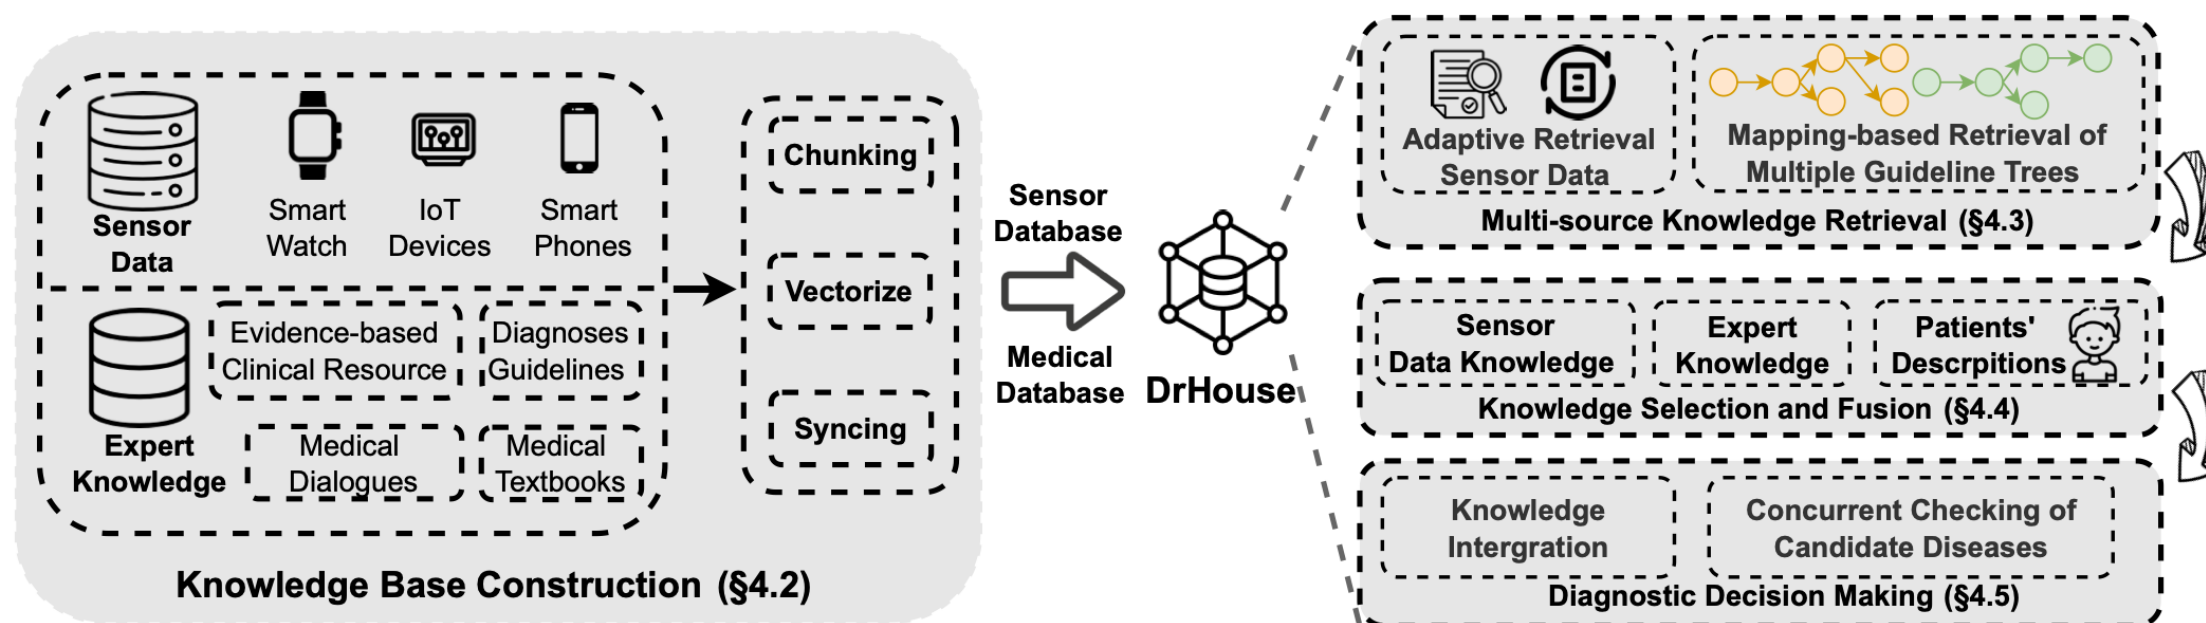 Sensor
Data
Smart
Watch
IoT
Devices
Smart
Phones
Expert
Knowledge
Evidence-based
Clinical Resource
Diagnoses
Guidelines
Medical
Dialogues
Medical
Textbooks
Chunking
Vectorize
Syncing
Knowledge Base Construction (§4.2)
Sensor
Database
Medical
Database
DrHouse
Adaptive Retrieval
Sensor Data
Mapping-based Retrieval of
Multiple Guideline Trees
Multi-source Knowledge Retrieval (§4.3)
Sensor
Data Knowledge
Expert
Knowledge
Patients'
Descrpitions
Knowledge Selection and Fusion (§4.4)
Knowledge
Intergration
Concurrent Checking of
Candidate Diseases
Diagnostic Decision Making (§4.5)